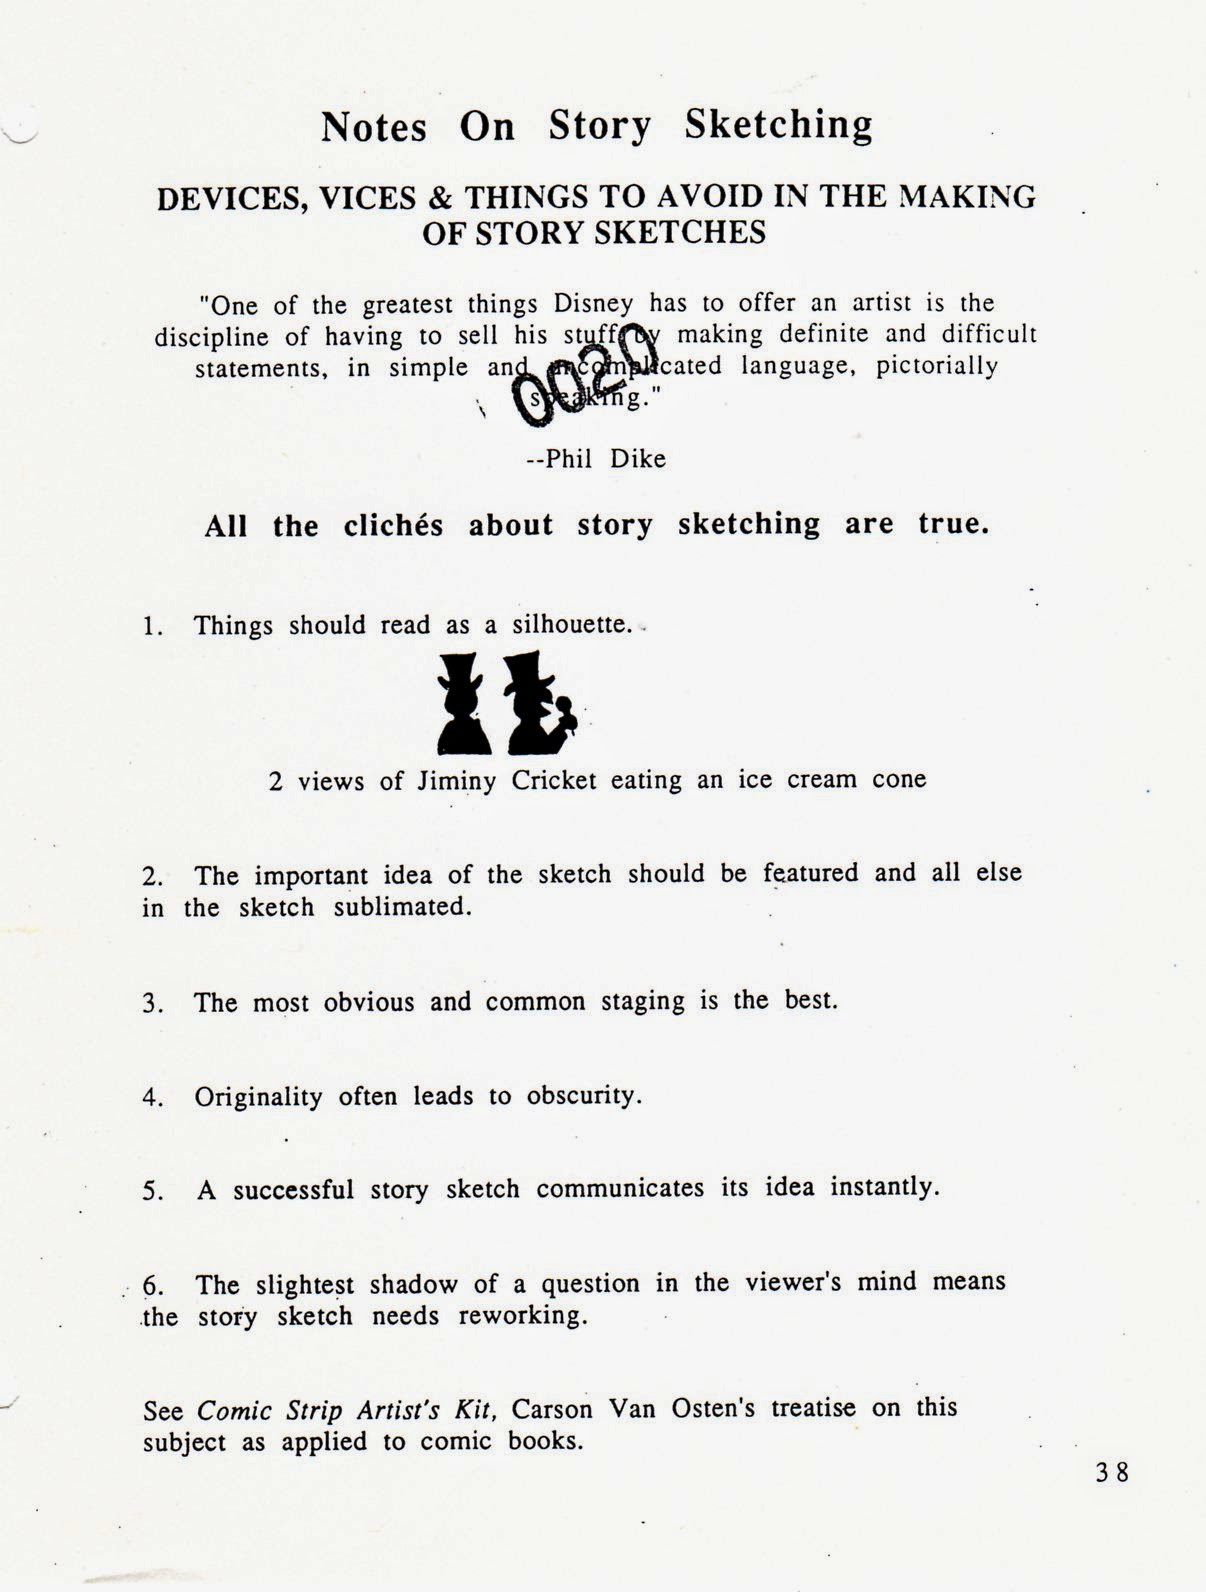 Notes On Story Sketching
DEVICES, VICES & THINGS TO AVOID IN THE MAKING
OF STORY SKETCHES
"One of the greatest things Disney has to offer an artist is the
discipline of having to sell his stuff by making definite and difficult
statements, in simple and uncomplicated language, pictorially
speaking."
0020
--Phil Dike
All the clichés about story sketching are true.
1. Things should read as a silhouette.
2 views of Jiminy Cricket eating an ice cream cone
2. The important idea of the sketch should be featured and all else
in the sketch sublimated.
3. The most obvious and common staging is the best.
4. Originality often leads to obscurity.
5. A successful story sketch communicates its idea instantly.
6. The slightest shadow of a question in the viewer's mind means
the story sketch needs reworking.
See Comic Strip Artist's Kit, Carson Van Osten's treatise on this
subject as applied to comic books.
38